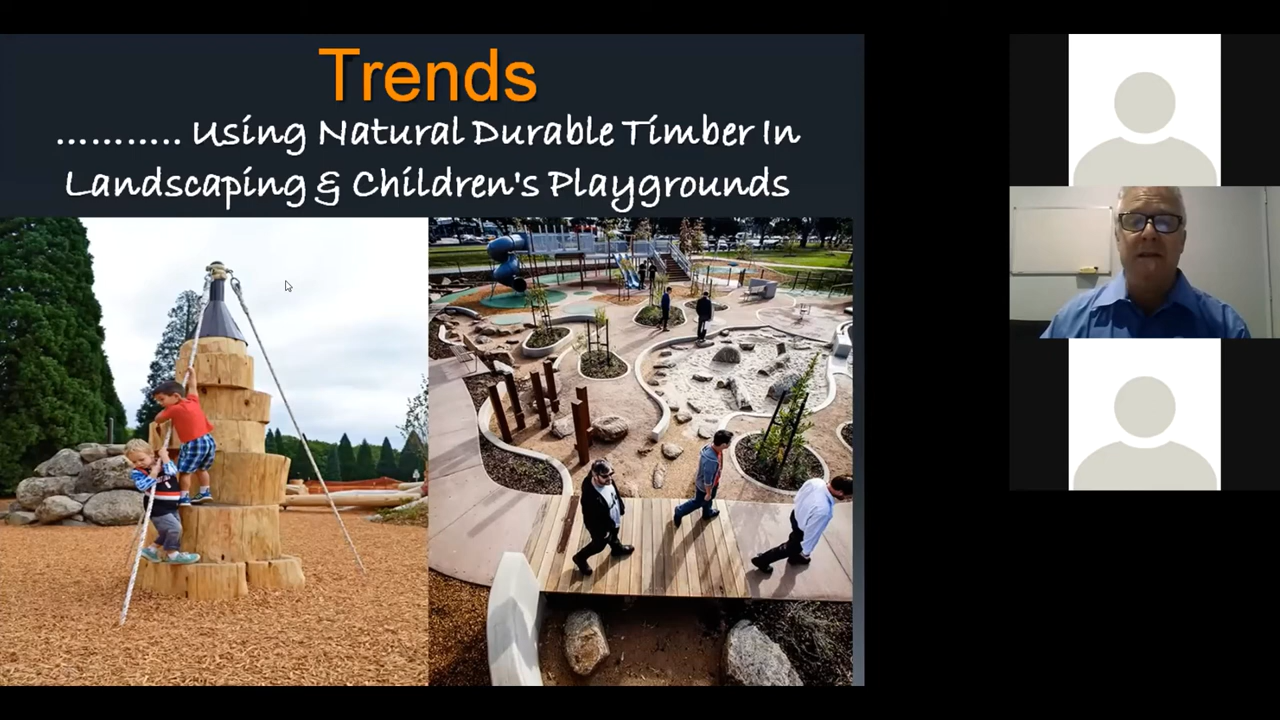 Trends
........... Using Natural Durable Timber In
Landscaping & Children's Playgrounds